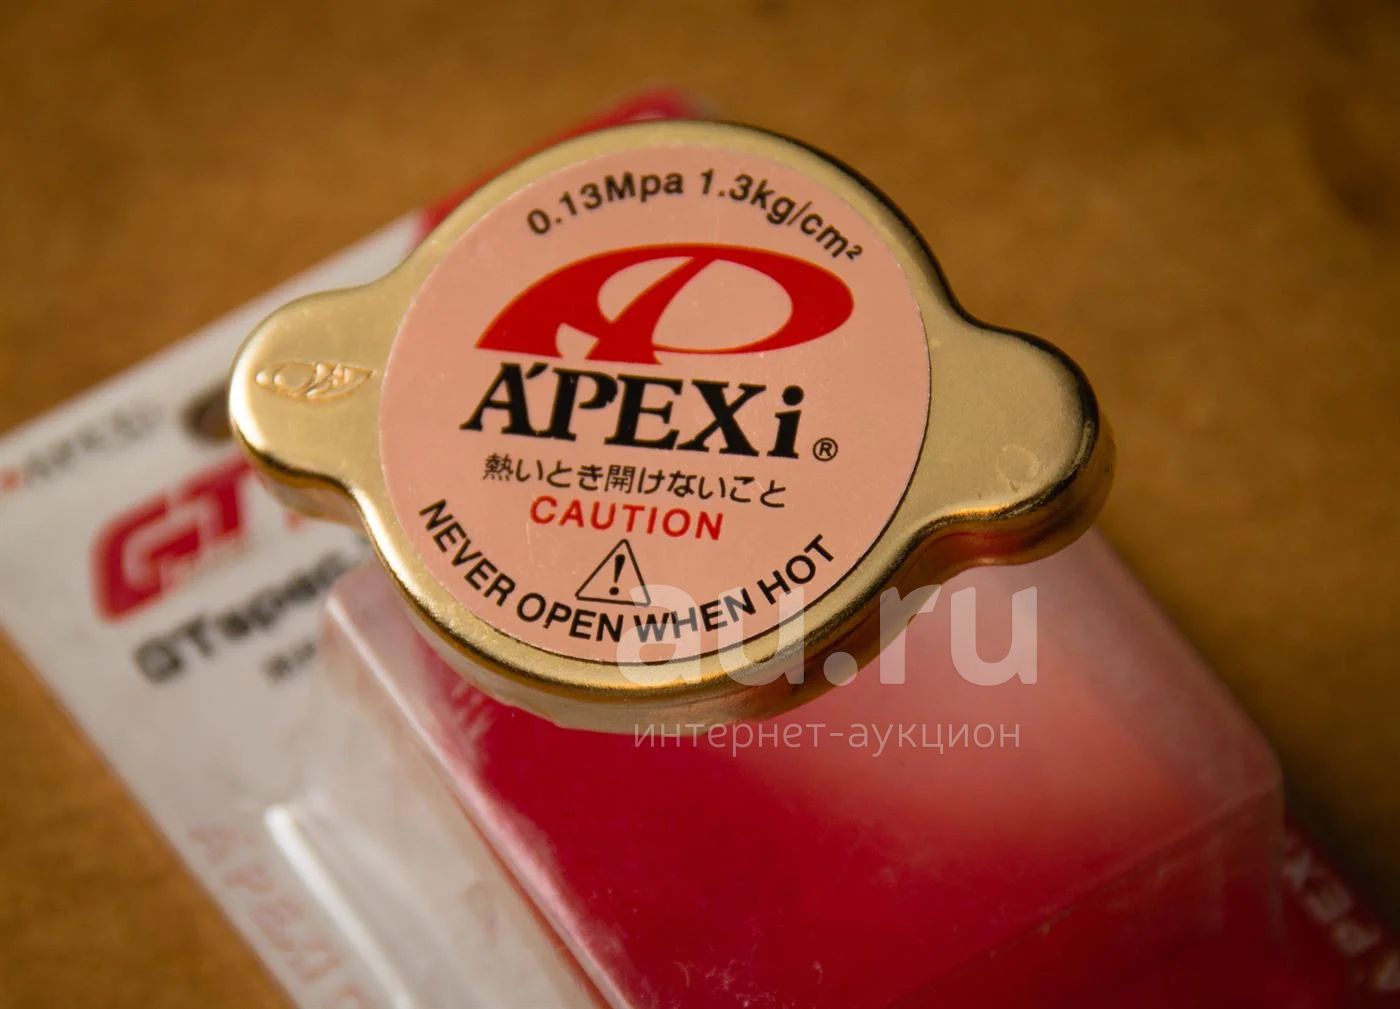 0.13Mpa 1.3kg/cm²
A'PEXi®
熱いとき開けないこと
CAUTION
NEVER OPEN WHEN HOT
au.ru
интернет-аукцион
GT